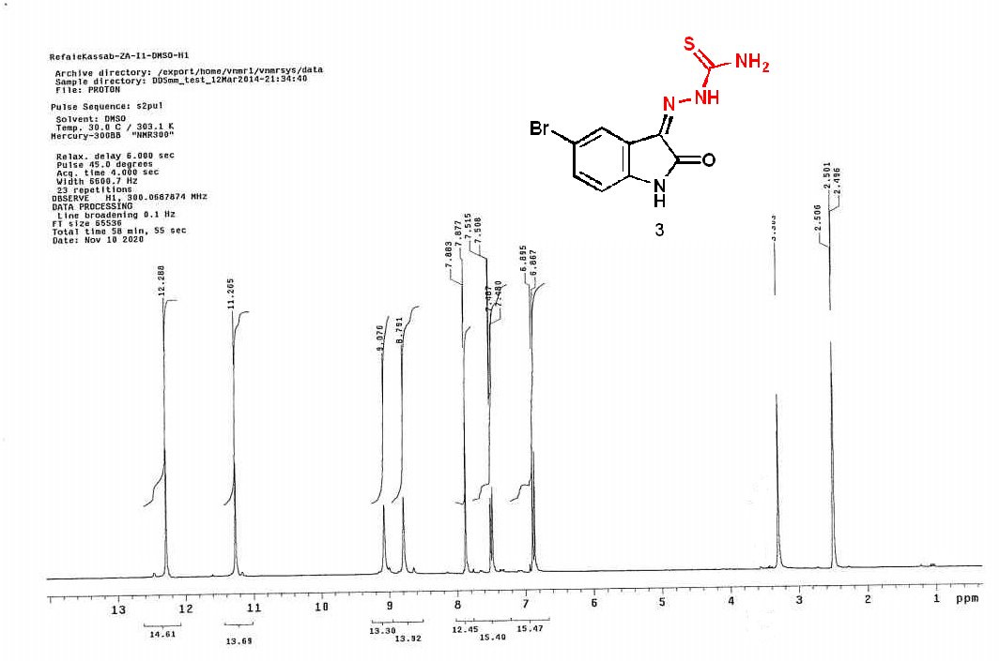 RefaieKassab-ZA-I1-DMSO-H1
Archive directory: /export/home/vnmr1/vnmrsys/data
Sample directory: DDSmm_test_12Mar2014-21:34:40
File: PROTON
Pulse Sequence: s2pul
Solvent: DMSO
Temp. 30.0 C / 303.1 K
Mercury-300BB "NMR300"
Relax. delay 6.000 sec
Pulse 45.0 degrees
Acq. time 4.000 sec
Width 6600.7 Hz
23 repetitions
OBSERVE H1, 300.0667874 MHz
DATA PROCESSING
Line broadening 0.1 Hz
FT size 65536
Total time 58 min, 55 sec
Date: Nov 10 2020
S
NH2
N
NH
Br
O
N
H
3
12.288
11.265
9.076
8.791
7.883
7.877
7.515
7.508
7.487
7.480
6.895
6.867
2.506
2.501
2.496
13 12 11 10 9 8 7 6 5 4 3 2 1 ppm
14.61
13.69
13.30
13.92
12.45
15.40
15.47